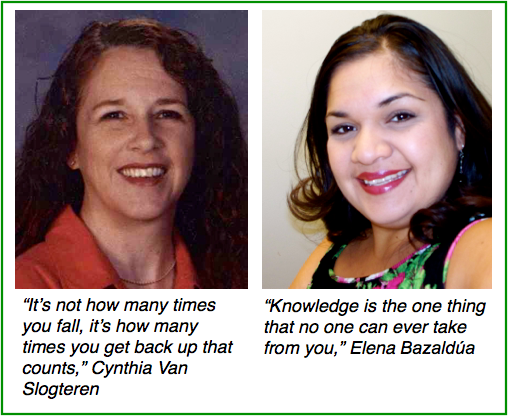 “It’s not how many times
you fall, it’s how many
times you get back up that
counts,” Cynthia Van
Slogteren
“Knowledge is the one thing
that no one can ever take
from you,” Elena Bazaldúa